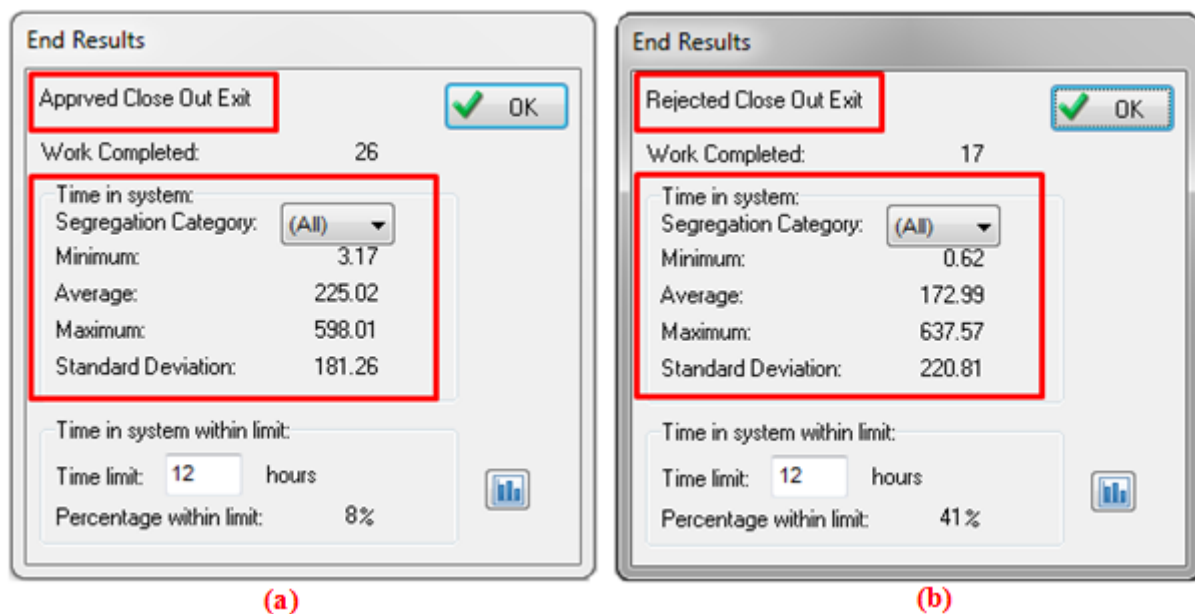 End Results
Apprved Close Out Exit
OK
Work Completed: 26
Time in system:
Segregation Category: (All)
Minimum: 3.17
Average: 225.02
Maximum: 598.01
Standard Deviation: 181.26
Time in system within limit:
Time limit: 12 hours
Percentage within limit: 8%
(a)
End Results
Rejected Close Out Exit
OK
Work Completed: 17
Time in system:
Segregation Category: (All)
Minimum: 0.62
Average: 172.99
Maximum: 637.57
Standard Deviation: 220.81
Time in system within limit:
Time limit: 12 hours
Percentage within limit: 41%
(b)